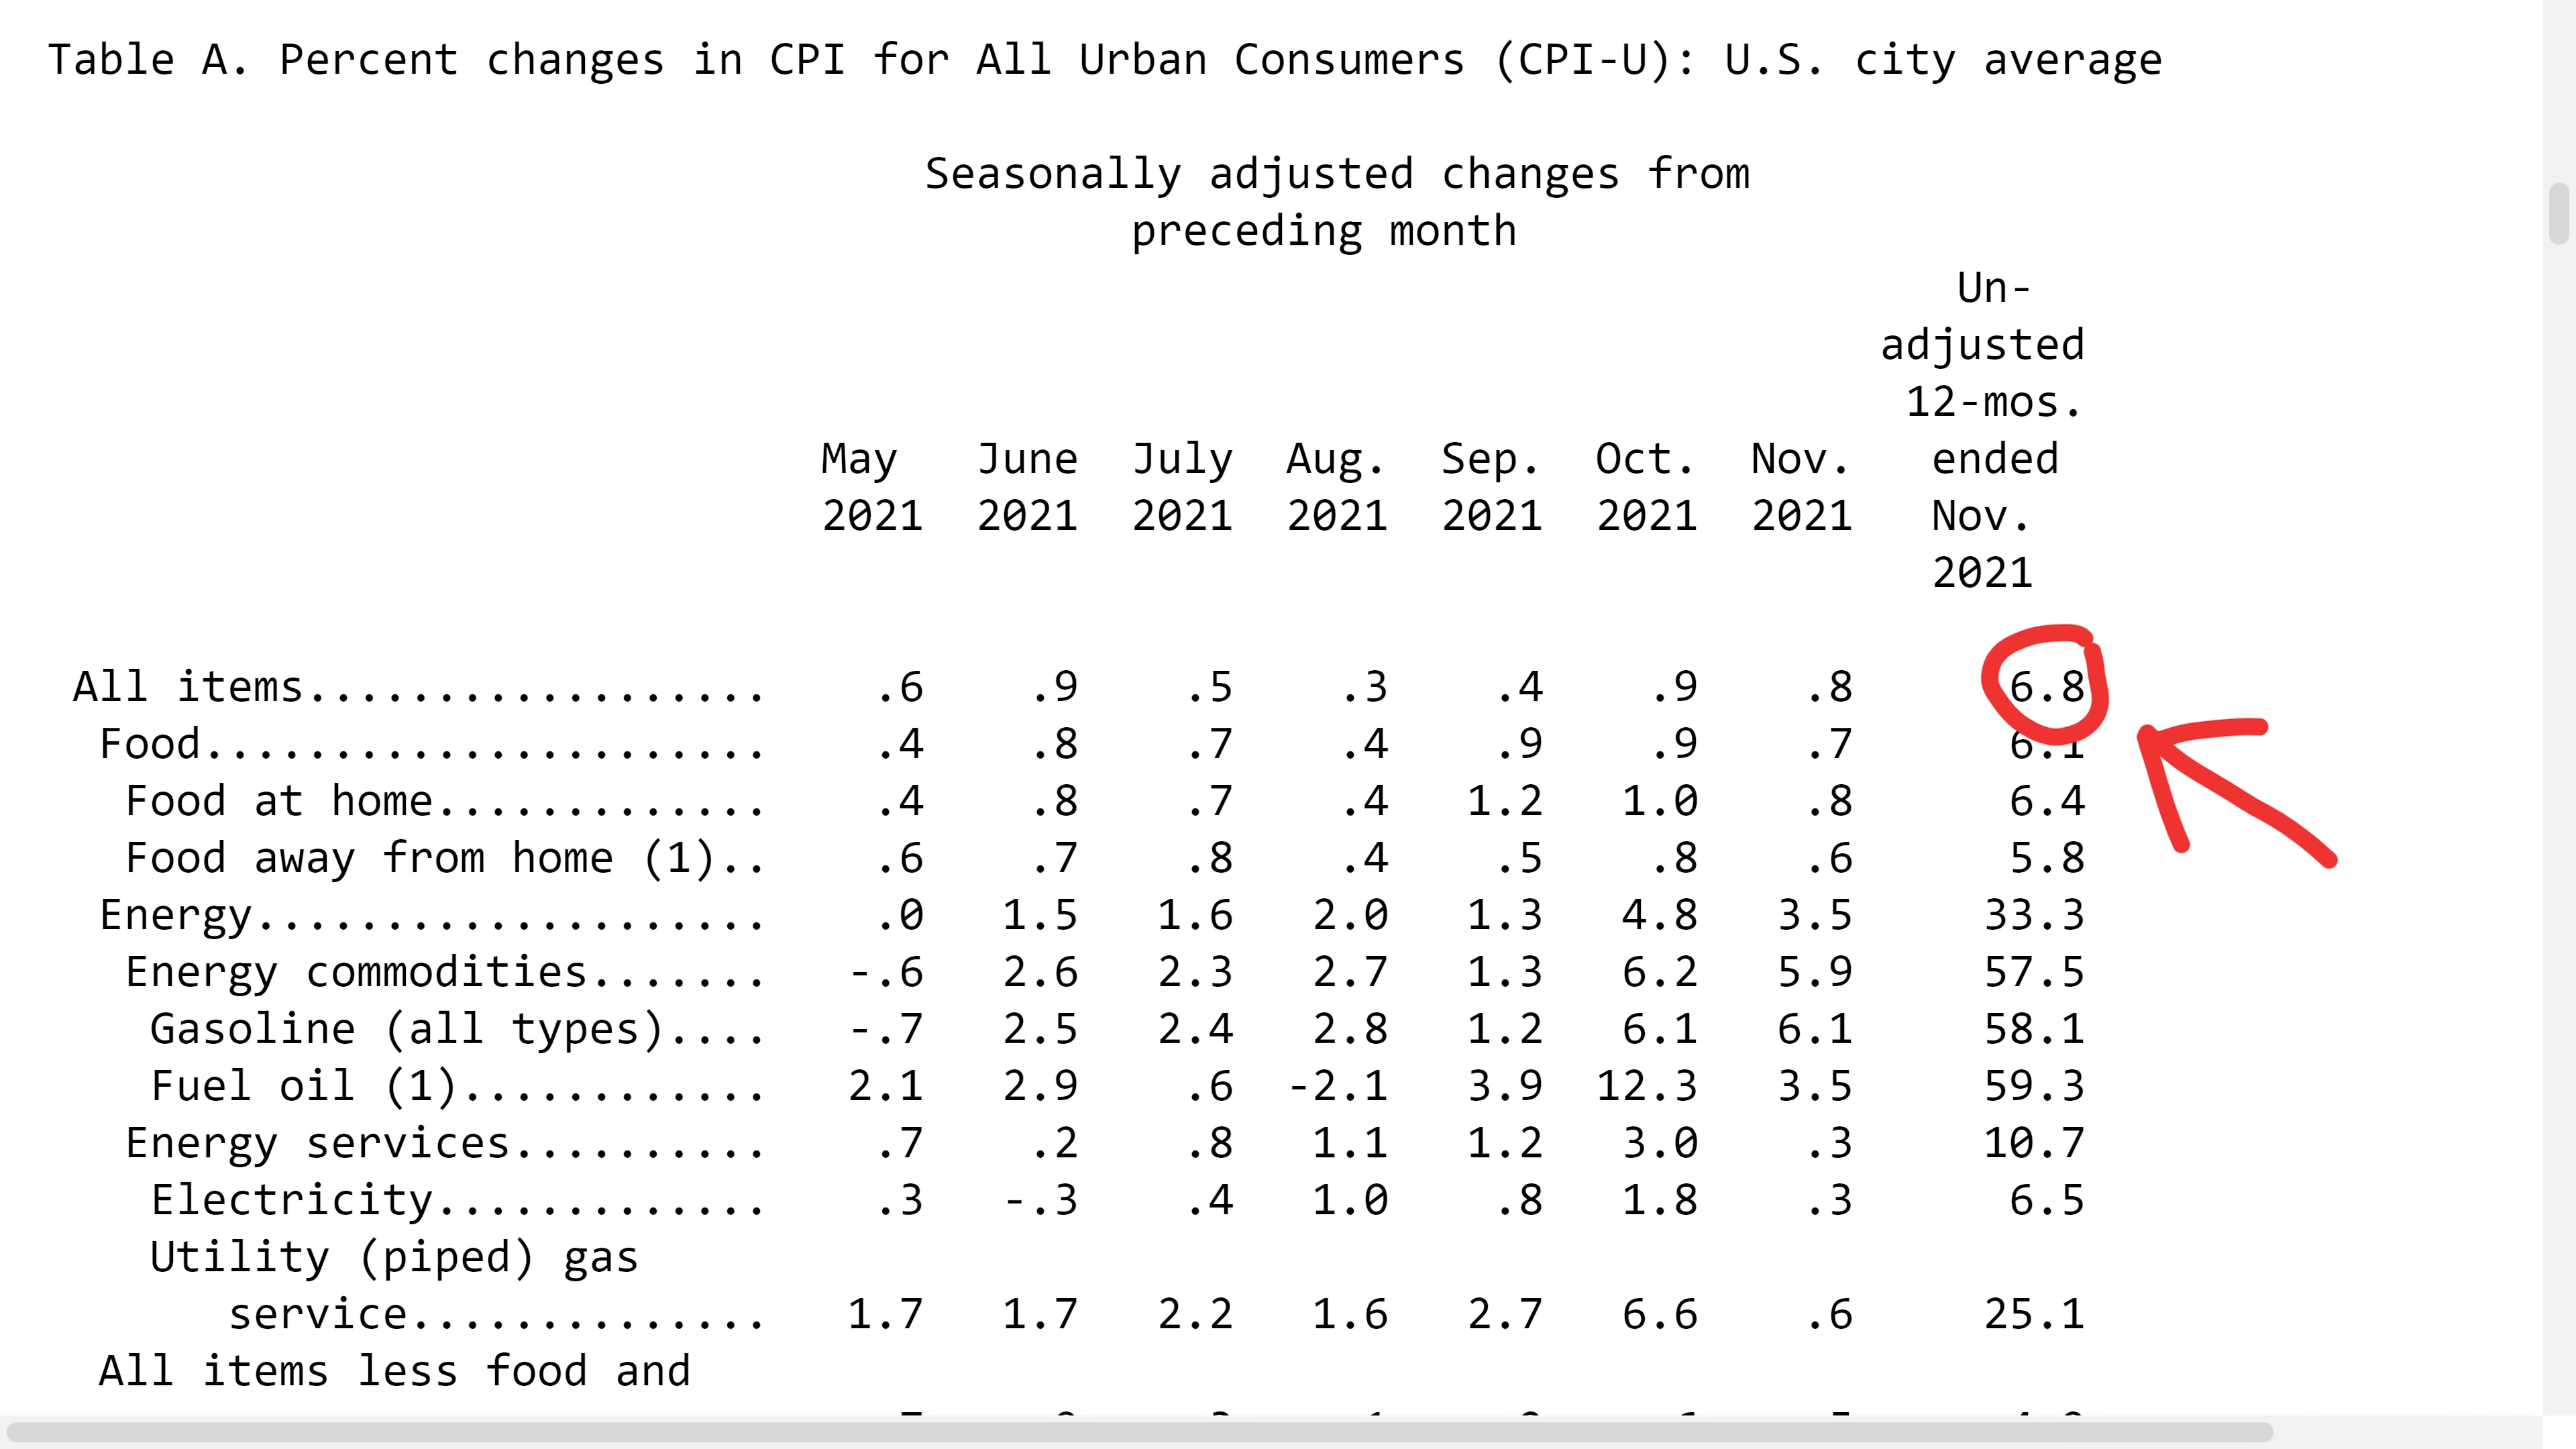 Table A. Percent changes in CPI for All Urban Consumers (CPI-U): U.S. city average
Seasonally adjusted changes from
preceding month
Un-
adjusted
12-mos.
May June July Aug. Sep. Oct. Nov. ended
2021 2021 2021 2021 2021 2021 2021 Nov.
2021
All items.................. .6 .9 .5 .3 .4 .9 .8 6.8
Food...................... .4 .8 .7 .4 .9 .9 .7 6.1
Food at home............. .4 .8 .7 .4 1.2 1.0 .8 6.4
Food away from home (1).. .6 .7 .8 .4 .5 .8 .6 5.8
Energy.................... .0 1.5 1.6 2.0 1.3 4.8 3.5 33.3
Energy commodities....... -.6 2.6 2.3 2.7 1.3 6.2 5.9 57.5
Gasoline (all types).... -.7 2.5 2.4 2.8 1.2 6.1 6.1 58.1
Fuel oil (1)............ 2.1 2.9 .6 -2.1 3.9 12.3 3.5 59.3
Energy services.......... .7 .2 .8 1.1 1.2 3.0 .3 10.7
Electricity............. .3 -.3 .4 1.0 .8 1.8 .3 6.5
Utility (piped) gas
service.............. 1.7 1.7 2.2 1.6 2.7 6.6 .6 25.1
All items less food and